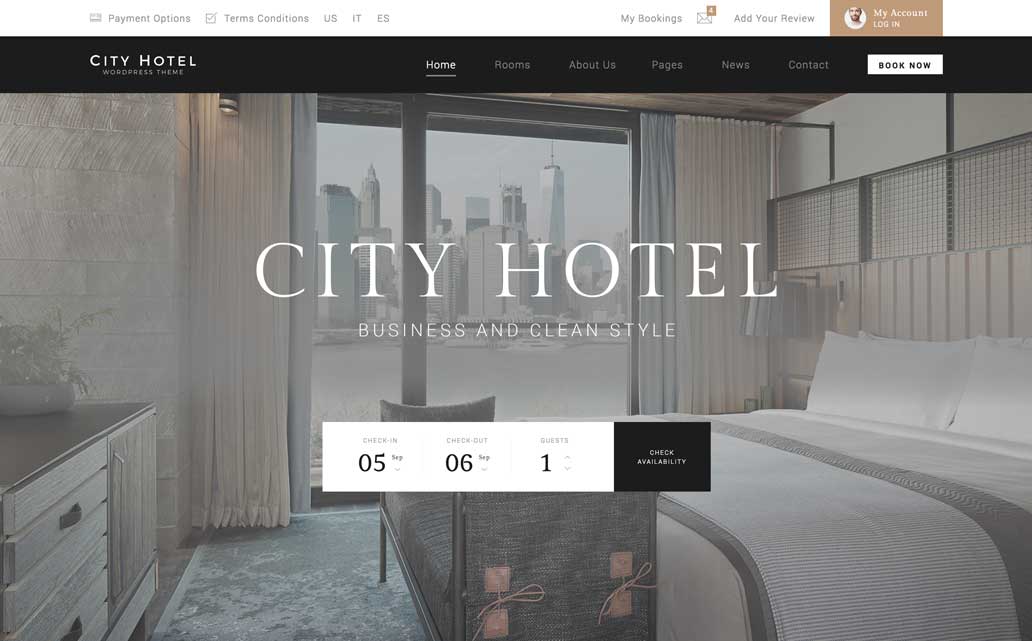 Payment Options
Terms Conditions
US
IT
ES
My Bookings
4
Add Your Review
My Account
LOG IN
CITY HOTEL
WORDPRESS THEME
Home
Rooms
About Us
Pages
News
Contact
BOOK NOW
CITY HOTEL
BUSINESS AND CLEAN STYLE
CHECK-IN
05 Sep
CHECK-OUT
06 Sep
GUESTS
1
CHECK
AVAILABILITY